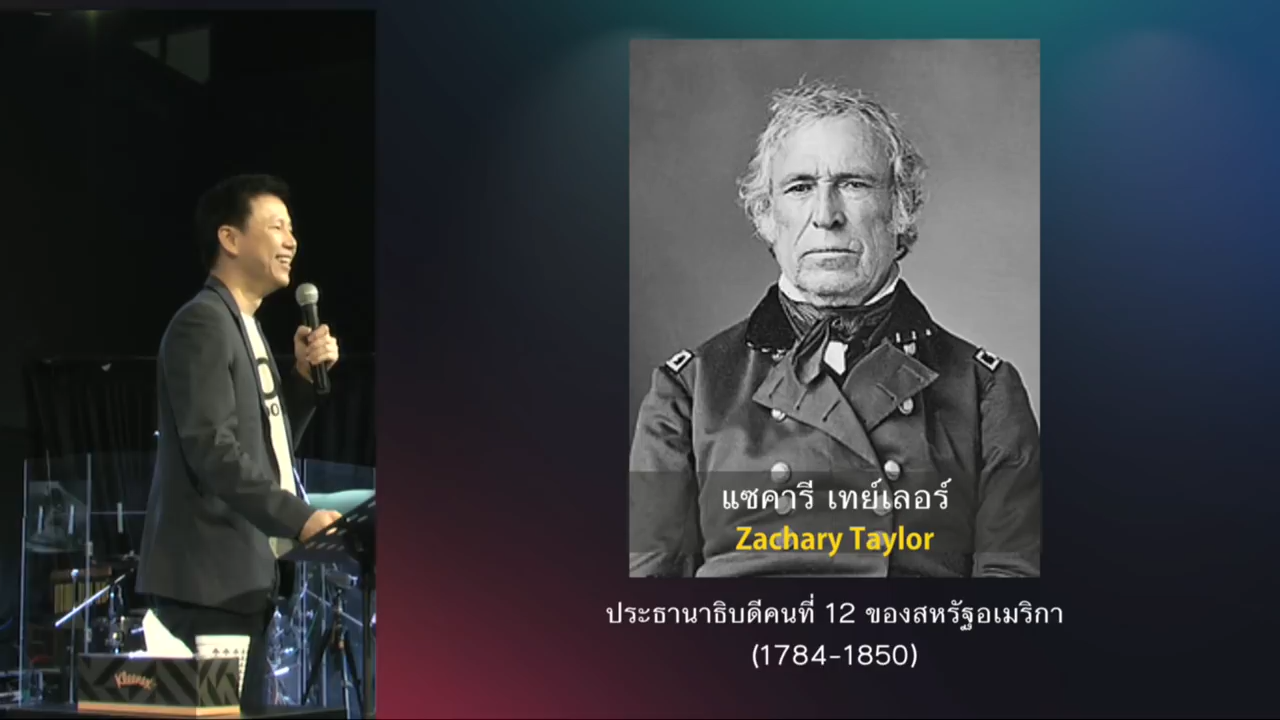 แซคารี เทย์เลอร์
Zachary Taylor
ประธานาธิบดีคนที่ 12 ของสหรัฐอเมริกา
(1784-1850)
Kleenex